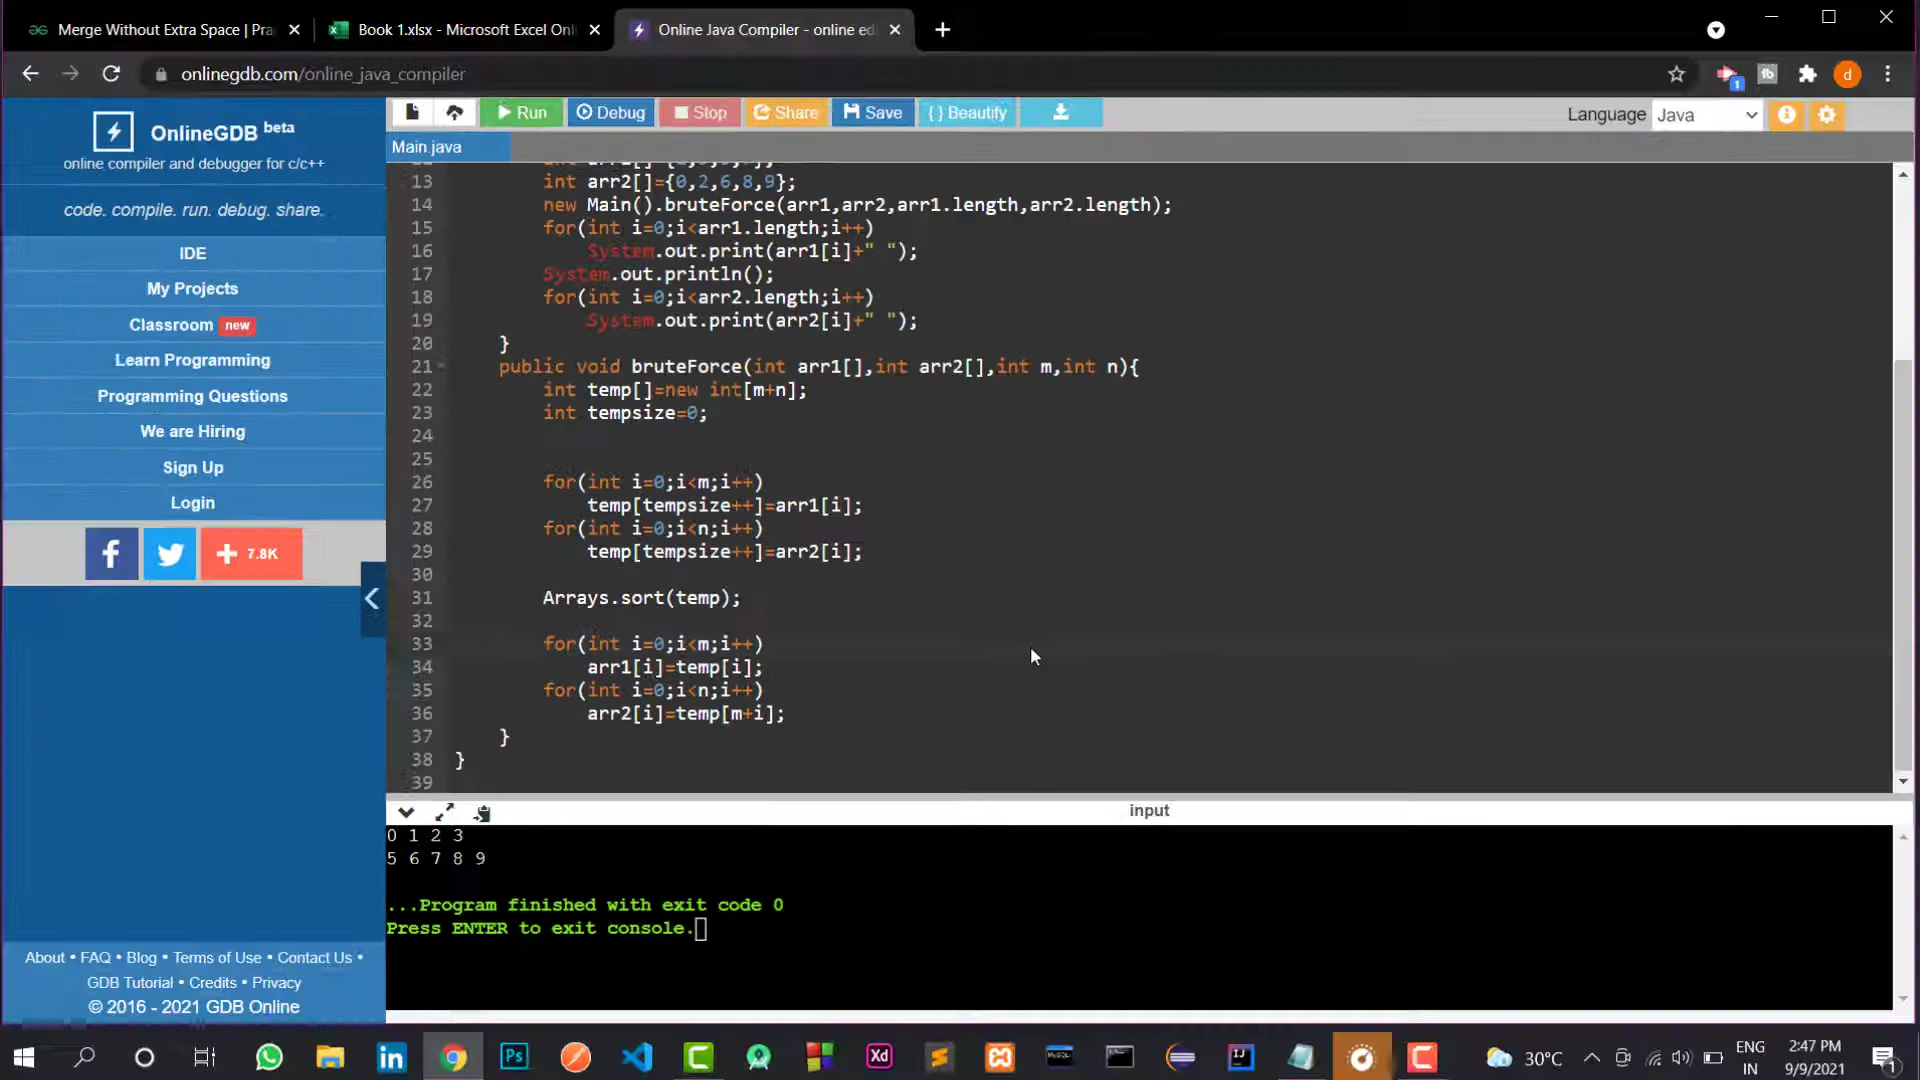 Merge Without Extra Space | Pra
Book 1.xlsx - Microsoft Excel Onl
Online Java Compiler - online ed
onlinegdb.com/online_java_compiler
1
fb
d
OnlineGDB beta
online compiler and debugger for c/c++
code. compile. run. debug. share.
IDE
My Projects
Classroom new
Learn Programming
Programming Questions
We are Hiring
Sign Up
Login
f
+ 7.8K
About • FAQ • Blog • Terms of Use • Contact Us •
GDB Tutorial • Credits • Privacy
© 2016 - 2021 GDB Online
Run
Debug
Stop
Share
Save
{ } Beautify
Language Java
Main.java
13 int arr2[]={0,2,6,8,9};
14 new Main().bruteForce(arr1,arr2,arr1.length,arr2.length);
15 for(int i=0;i<arr1.length;i++)
16 System.out.print(arr1[i]+" ");
17 System.out.println();
18 for(int i=0;i<arr2.length;i++)
19 System.out.print(arr2[i]+" ");
20 }
21 public void bruteForce(int arr1[],int arr2[],int m,int n){
22 int temp[]=new int[m+n];
23 int tempsize=0;
24
25
26 for(int i=0;i<m;i++)
27 temp[tempsize++]=arr1[i];
28 for(int i=0;i<n;i++)
29 temp[tempsize++]=arr2[i];
30
31 Arrays.sort(temp);
32
33 for(int i=0;i<m;i++)
34 arr1[i]=temp[i];
35 for(int i=0;i<n;i++)
36 arr2[i]=temp[m+i];
37 }
38 }
39
input
0 1 2 3
5 6 7 8 9
...Program finished with exit code 0
Press ENTER to exit console.
in
Ps
Xd
IJ
30°C
ENG
IN
2:47 PM
9/9/2021
1